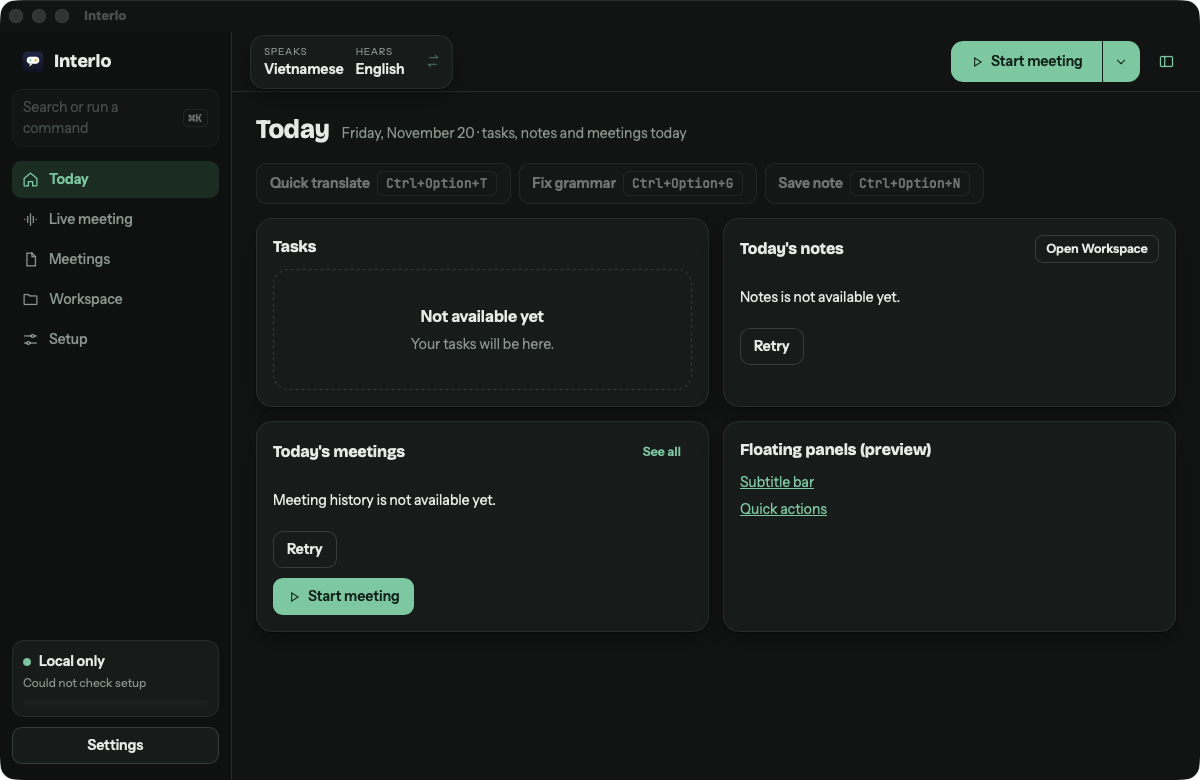 Interlo
Interlo
Search or run a
command
⌘K
Today
Live meeting
Meetings
Workspace
Setup
Local only
Could not check setup
Settings
SPEAKS
Vietnamese
HEARS
English
Start meeting
Today
Friday, November 20 · tasks, notes and meetings today
Quick translate Ctrl+Option+T
Fix grammar Ctrl+Option+G
Save note Ctrl+Option+N
Tasks
Not available yet
Your tasks will be here.
Today's notes
Open Workspace
Notes is not available yet.
Retry
Today's meetings
See all
Meeting history is not available yet.
Retry
Start meeting
Floating panels (preview)
Subtitle bar
Quick actions